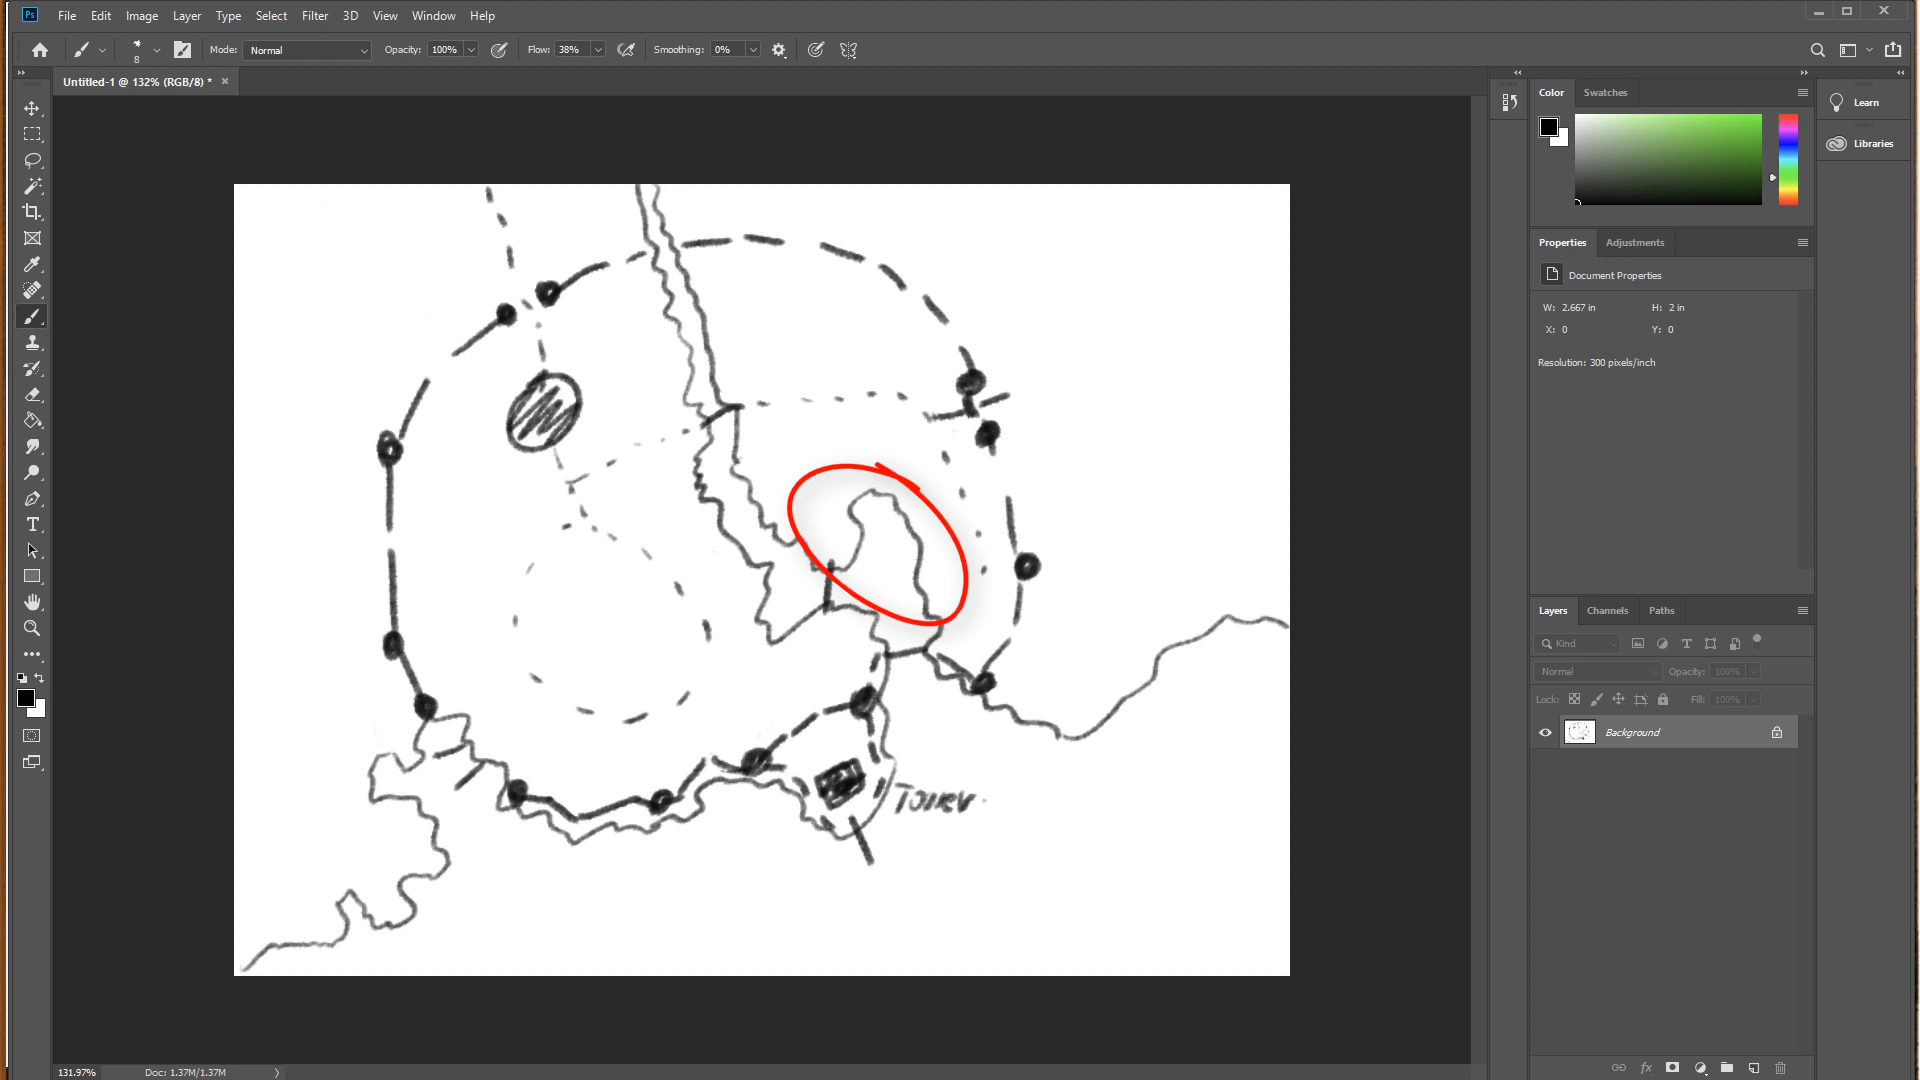 Ps File Edit Image Layer Type Select Filter 3D View Window Help
8 Mode: Normal Opacity: 100% Flow: 38% Smoothing: 0%
Untitled-1 @ 132% (RGB/8) *
Color Swatches
Learn
Libraries
Properties Adjustments
Document Properties
W: 2.667 in H: 2 in
X: 0 Y: 0
Resolution: 300 pixels/inch
Layers Channels Paths
Kind
Normal Opacity: 100%
Lock: Fill: 100%
Background
131.97% Doc: 1.37M/1.37M